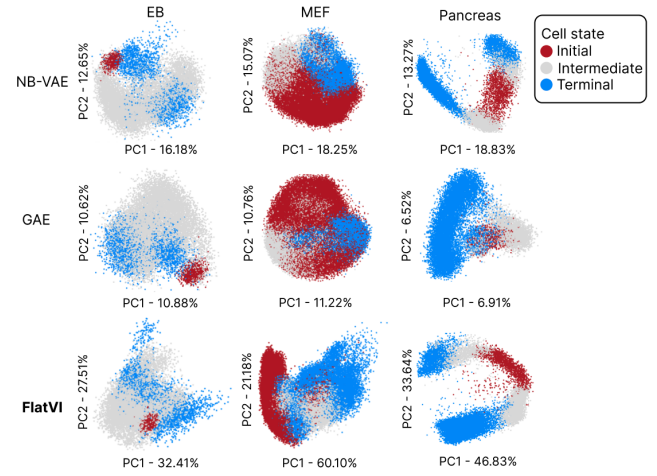 EB
MEF
Pancreas
Cell state
Initial
Intermediate
Terminal
NB-VAE
PC2 - 12.65%
PC1 - 16.18%
PC2 - 15.07%
PC1 - 18.25%
PC2 - 13.27%
PC1 - 18.83%
GAE
PC2 - 10.62%
PC1 - 10.88%
PC2 - 10.76%
PC1 - 11.22%
PC2 - 6.52%
PC1 - 6.91%
FlatVI
PC2 - 27.51%
PC1 - 32.41%
PC2 - 21.18%
PC1 - 60.10%
PC2 - 33.64%
PC1 - 46.83%